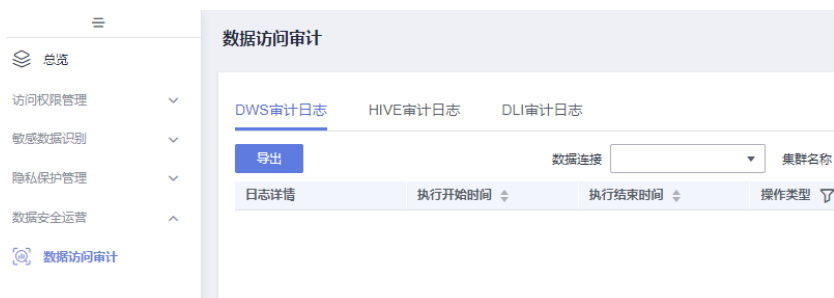 数据访问审计
总览
访问权限管理
敏感数据识别
隐私保护管理
数据安全运营
数据访问审计
DWS审计日志 HIVE审计日志 DLI审计日志
导出 数据连接 集群名称
日志详情 执行开始时间 执行结束时间 操作类型